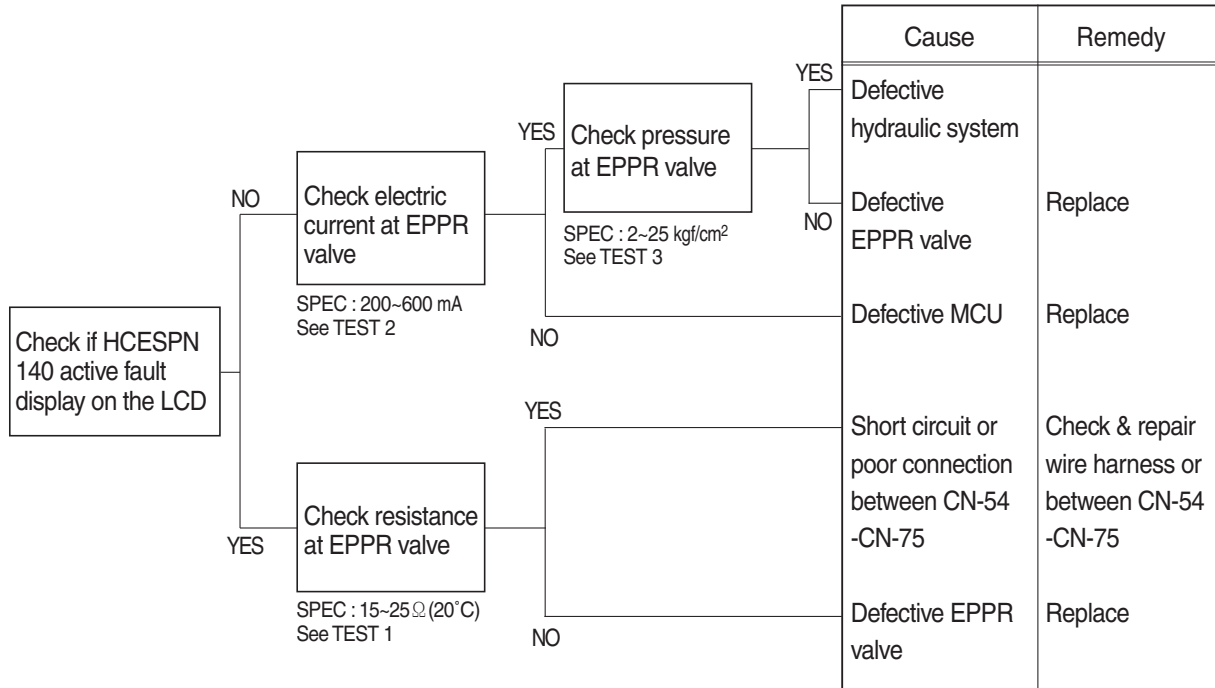 Cause Remedy
YES
Defective
hydraulic system
YES
Check pressure
at EPPR valve
NO
Check electric
current at EPPR
valve
NO
Defective Replace
EPPR valve
SPEC : 2~25 kgf/cm²
See TEST 3
SPEC : 200~600 mA
See TEST 2
NO
Defective MCU Replace
Check if HCESPN
140 active fault
display on the LCD
YES
Short circuit or Check & repair
poor connection wire harness or
between CN-54 between CN-54
-CN-75 -CN-75
YES
Check resistance
at EPPR valve
SPEC : 15~25Ω (20°C)
See TEST 1
NO
Defective EPPR Replace
valve